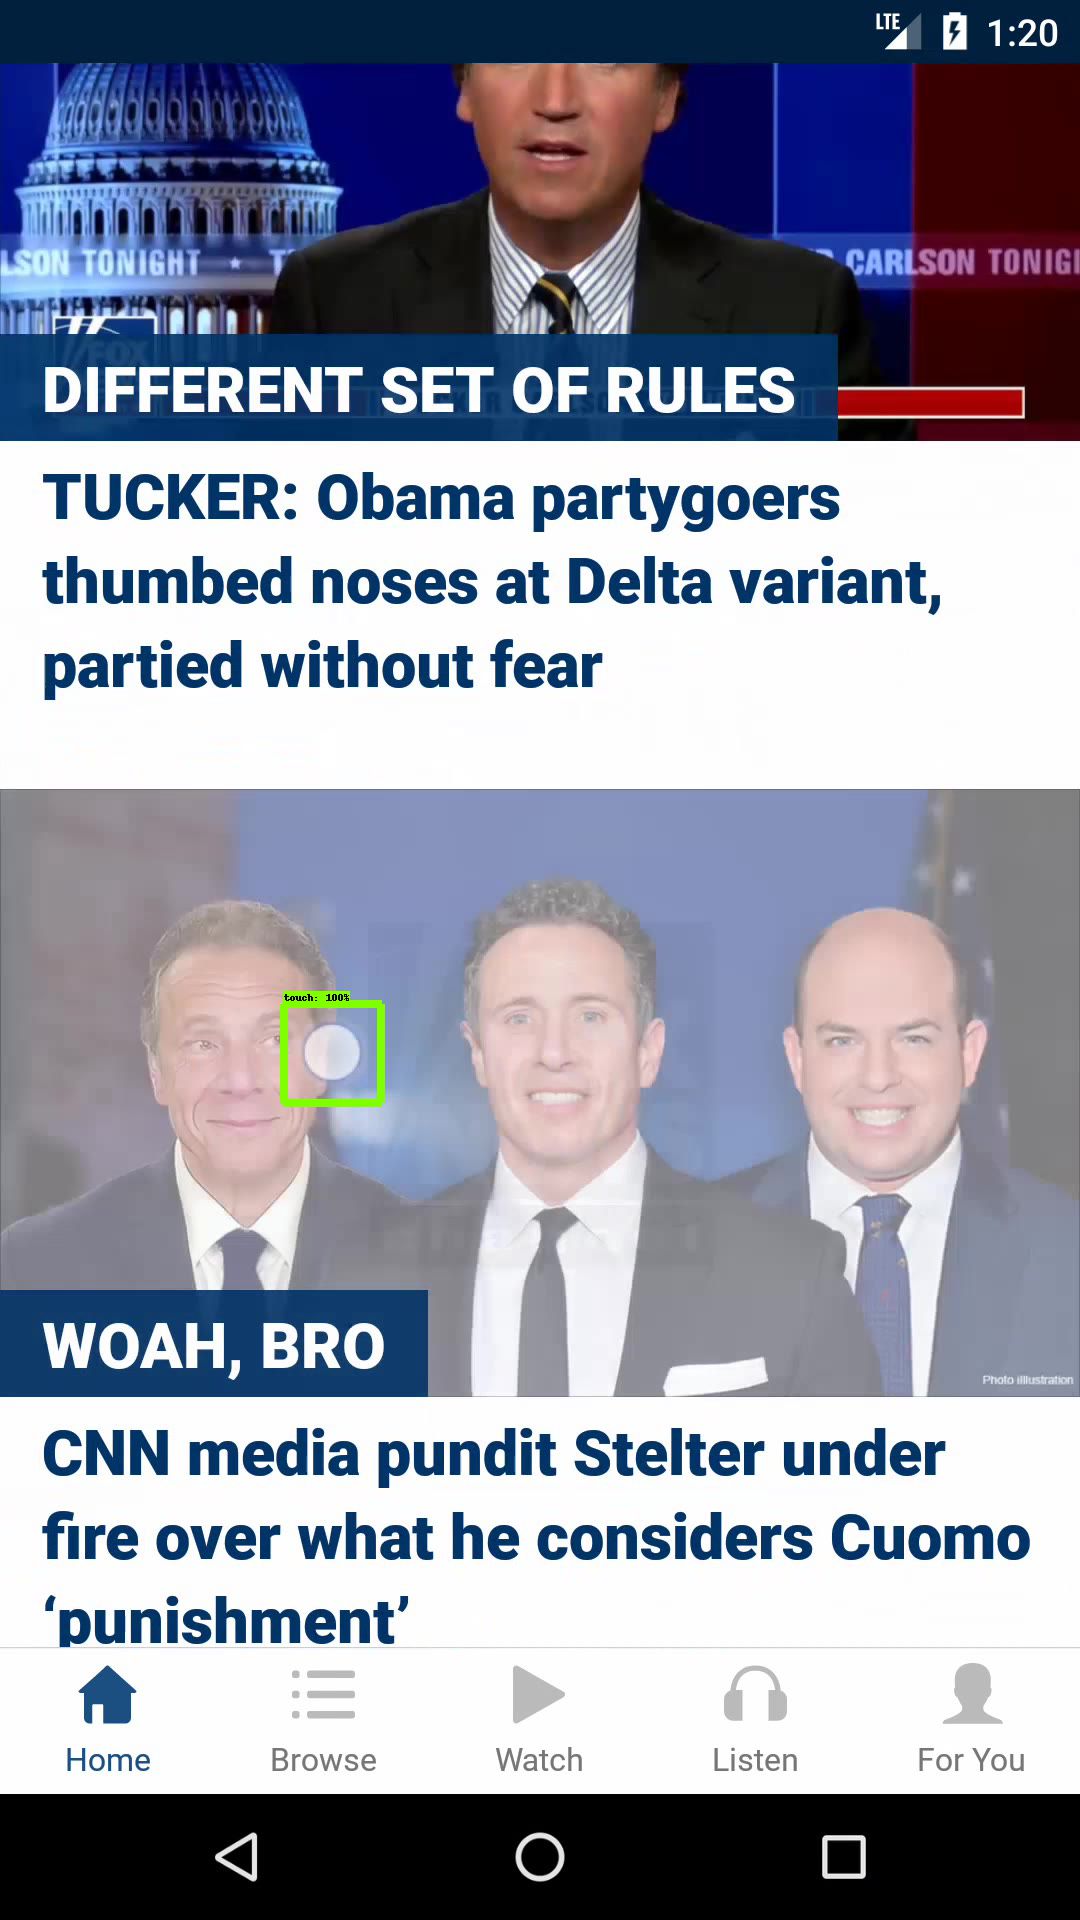 LTE 1:20
LSON TONIGHT
CARLSON TONIG
FOX
DIFFERENT SET OF RULES
TUCKER: Obama partygoers
thumbed noses at Delta variant,
partied without fear
touch: 100%
WOAH, BRO
Photo illustration
CNN media pundit Stelter under
fire over what he considers Cuomo
‘punishment’
Home Browse Watch Listen For You